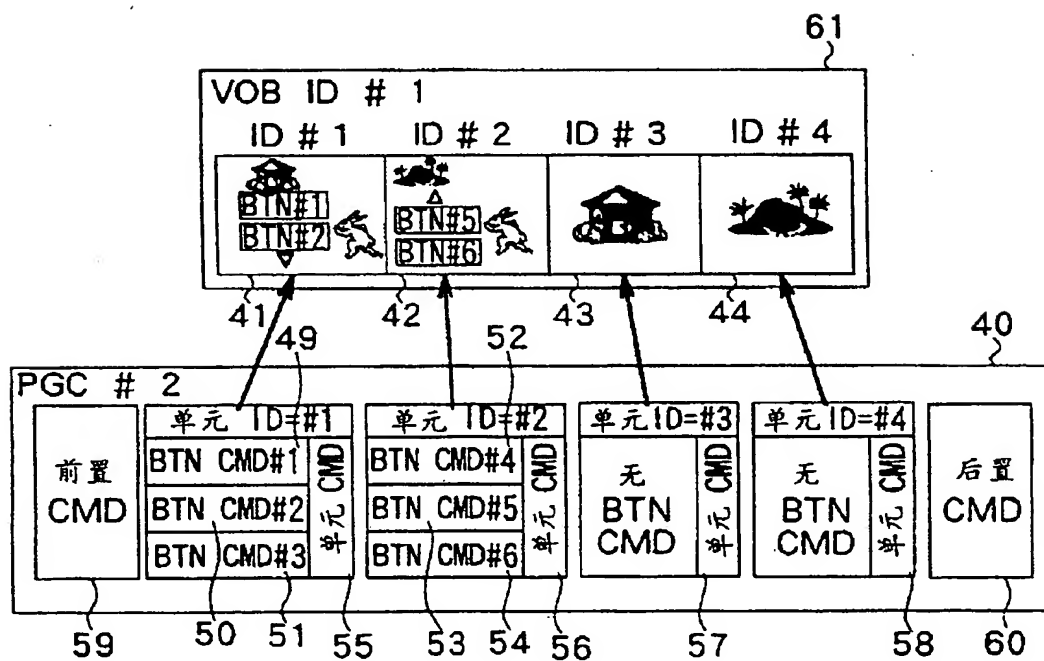 61
VOB ID # 1
ID # 1 ID # 2 ID # 3 ID # 4
BTN#1
BTN#2
BTN#5
BTN#6
41 42 43 44
49 52 40
PGC # 2
前置
CMD
单元 ID=#1
BTN CMD#1
BTN CMD#2
BTN CMD#3
单元 CMD
单元 ID=#2
BTN CMD#4
BTN CMD#5
BTN CMD#6
单元 CMD
单元 ID=#3
无
BTN
CMD
单元 CMD
单元 ID=#4
无
BTN
CMD
单元 CMD
后置
CMD
59 50 51 55 53 54 56 57 58 60